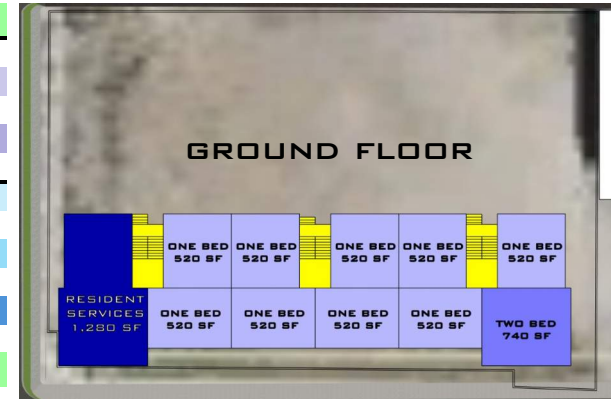 GROUND FLOOR
ONE BED
520 SF
ONE BED
520 SF
ONE BED
520 SF
ONE BED
520 SF
ONE BED
520 SF
RESIDENT
SERVICES
1,280 SF
ONE BED
520 SF
ONE BED
520 SF
ONE BED
520 SF
ONE BED
520 SF
TWO BED
740 SF